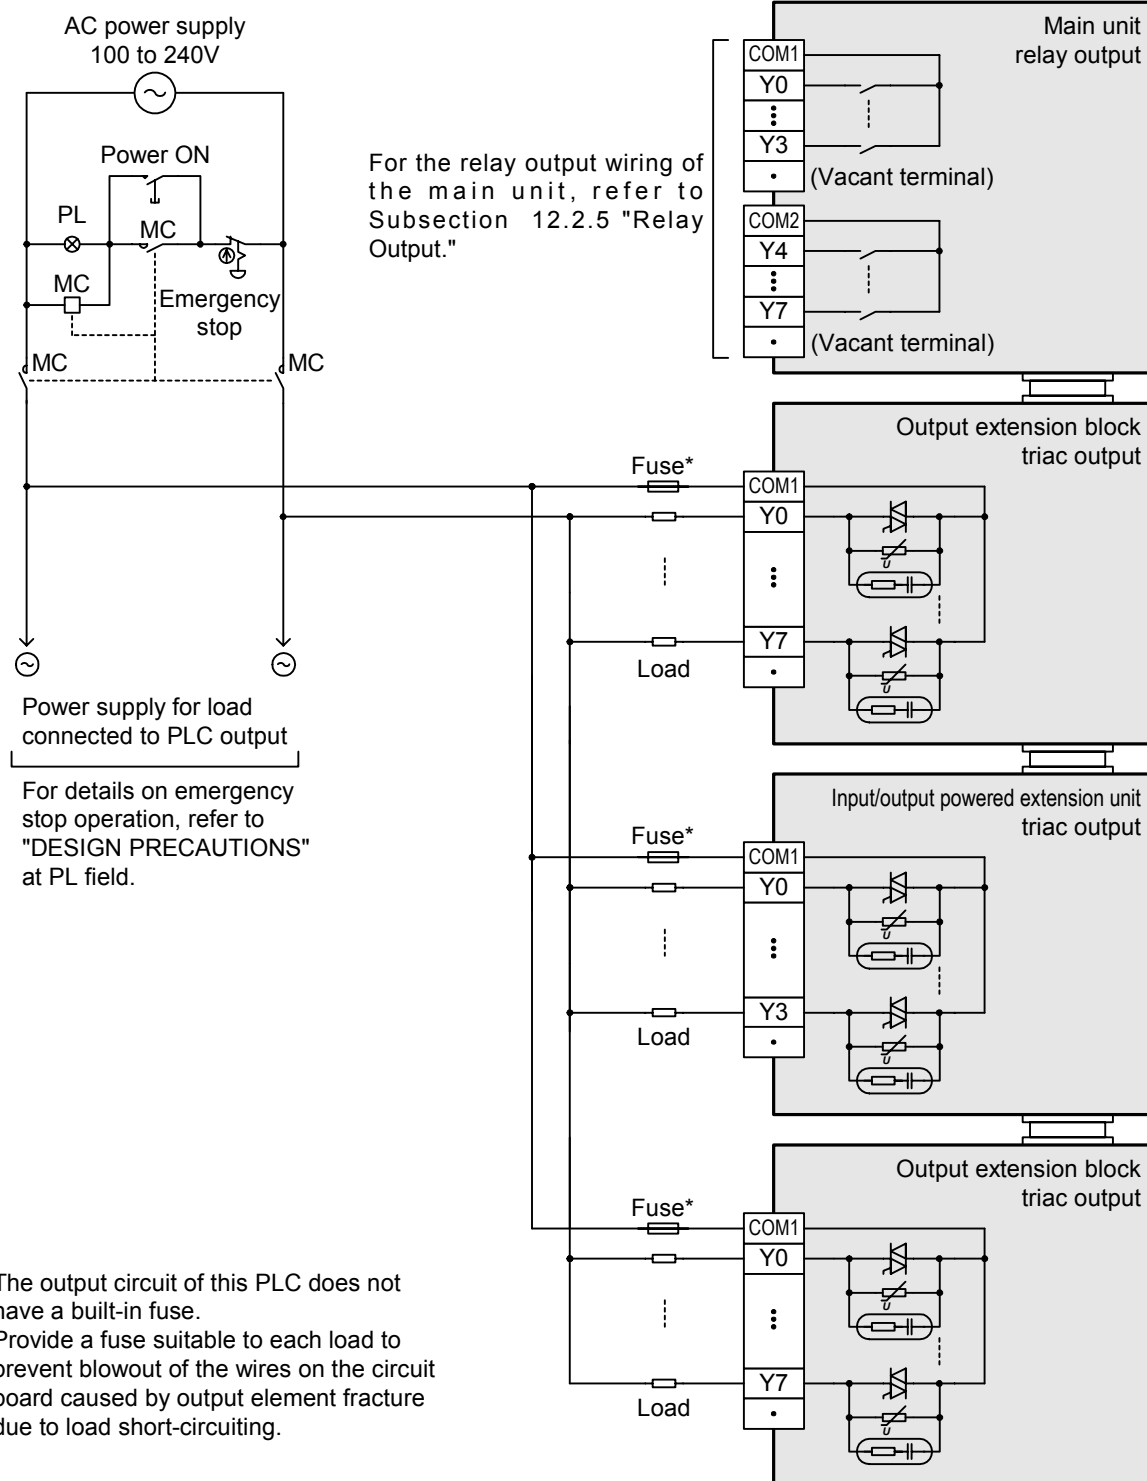 AC power supply
100 to 240V
Power ON
PL
MC
MC
Emergency
stop
MC
MC
Power supply for load
connected to PLC output
For details on emergency
stop operation, refer to
"DESIGN PRECAUTIONS"
at PL field.
For the relay output wiring of
the main unit, refer to
Subsection 12.2.5 "Relay
Output."
Main unit
relay output
COM1
Y0
Y3
(Vacant terminal)
COM2
Y4
Y7
(Vacant terminal)
Output extension block
triac output
Fuse*
COM1
Y0
U
Y7
Load
U
Input/output powered extension unit
triac output
Fuse*
COM1
Y0
U
Y3
Load
U
Output extension block
triac output
Fuse*
COM1
Y0
U
Y7
Load
U
The output circuit of this PLC does not
have a built-in fuse.
Provide a fuse suitable to each load to
prevent blowout of the wires on the circuit
board caused by output element fracture
due to load short-circuiting.